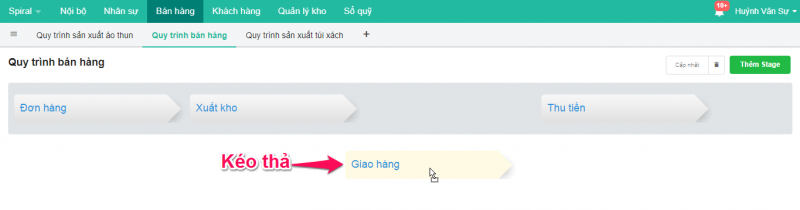 Spiral Nội bộ Nhân sự Bán hàng Khách hàng Quản lý kho Sổ quỹ 10+ Huỳnh Văn Sự
Quy trình sản xuất áo thun Quy trình bán hàng Quy trình sản xuất túi xách +
Quy trình bán hàng Cập nhật Thêm Stage
Đơn hàng Xuất kho Thu tiền
Kéo thả Giao hàng